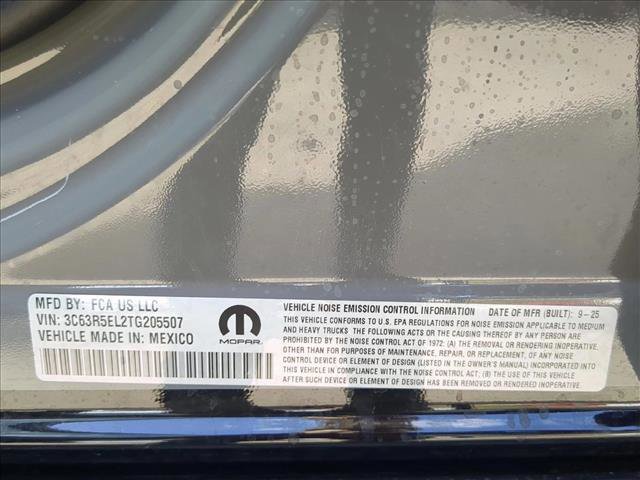 MFD BY: FCA US LLC
VIN: 3C63R5EL2TG205507
VEHICLE MADE IN: MEXICO
MOPAR
VEHICLE NOISE EMISSION CONTROL INFORMATION DATE OF MFR (BUILT): 9-25
THIS VEHICLE CONFORMS TO U.S. EPA REGULATIONS FOR NOISE EMISSION APPLICABLE TO MEDIUM
AND HEAVY TRUCKS THE FOLLOWING ACTS OR THE CAUSING THEREOF BY ANY PERSON ARE
PROHIBITED BY THE NOISE CONTROL ACT OF 1972: (A) THE REMOVAL OR RENDERING INOPERATIVE,
OTHER THAN FOR PURPOSES OF MAINTENANCE, REPAIR, OR REPLACEMENT, OF ANY NOISE
CONTROL DEVICE OR ELEMENT OF DESIGN (LISTED IN THE OWNER'S MANUAL) INCORPORATED INTO
THIS VEHICLE IN COMPLIANCE WITH THE NOISE CONTROL ACT; (B) THE USE OF THIS VEHICLE
AFTER SUCH DEVICE OR ELEMENT OF DESIGN HAS BEEN REMOVED OR RENDERED INOPERATIVE.